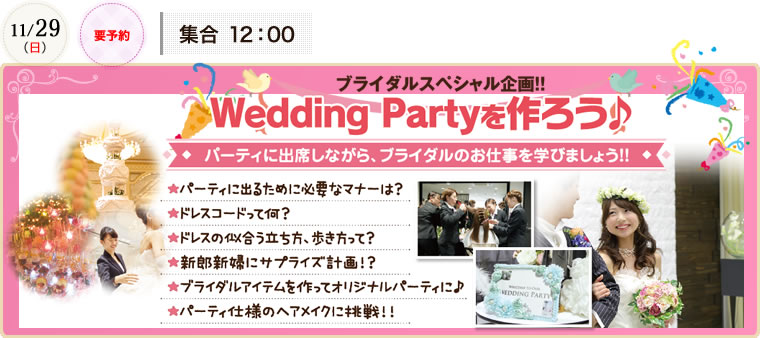 11/29
（日）
要予約
集合 12：00
ブライダルスペシャル企画!!
Wedding Partyを作ろう♪
パーティに出席しながら、ブライダルのお仕事を学びましょう!!
★パーティに出るために必要なマナーは?
★ドレスコードって何?
★ドレスの似合う立ち方、歩き方って?
★新郎新婦にサプライズ計画!?
★ブライダルアイテムを作ってオリジナルパーティに♪
★パーティ仕様のヘアメイクに挑戦!!
WELCOME TO OUR
WEDDING PARTY